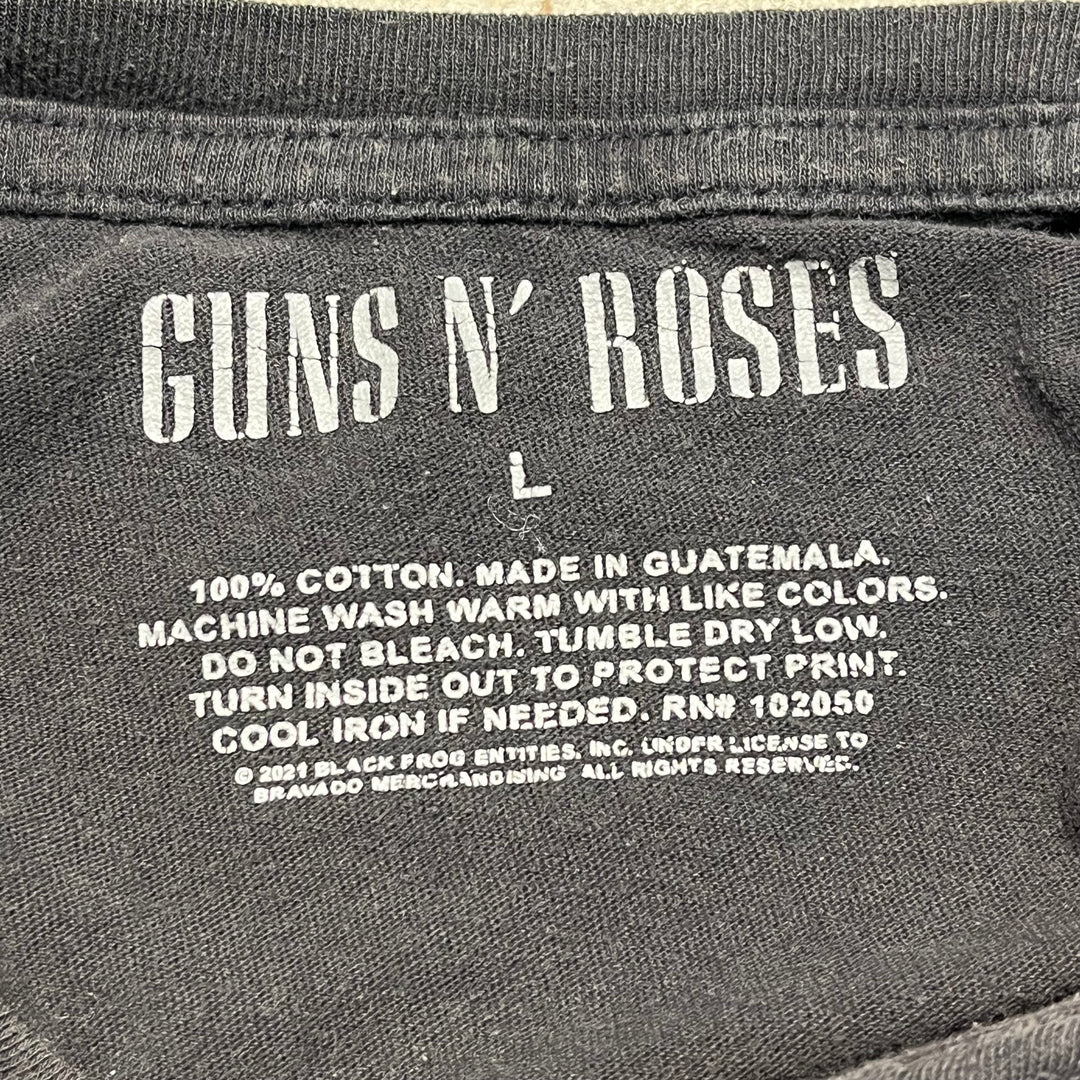 GUNS N' ROSES
L
100% COTTON. MADE IN GUATEMALA.
MACHINE WASH WARM WITH LIKE COLORS.
DO NOT BLEACH. TUMBLE DRY LOW.
TURN INSIDE OUT TO PROTECT PRINT.
COOL IRON IF NEEDED. RN# 102050
© 2021 BLACK FROG ENTITIES, INC. UNDER LICENSE TO
BRAVADO MERCHANDISING ALL RIGHTS RESERVED.